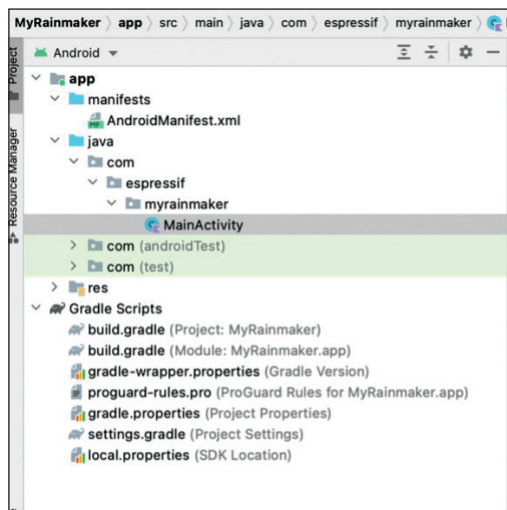 MyRainmaker › app › src › main › java › com › espressif › myrainmaker ›
Project
Resource Manager
Android
app
manifests
AndroidManifest.xml
java
com
espressif
myrainmaker
MainActivity
com (androidTest)
com (test)
res
Gradle Scripts
build.gradle (Project: MyRainmaker)
build.gradle (Module: MyRainmaker.app)
gradle-wrapper.properties (Gradle Version)
proguard-rules.pro (ProGuard Rules for MyRainmaker.app)
gradle.properties (Project Properties)
settings.gradle (Project Settings)
local.properties (SDK Location)